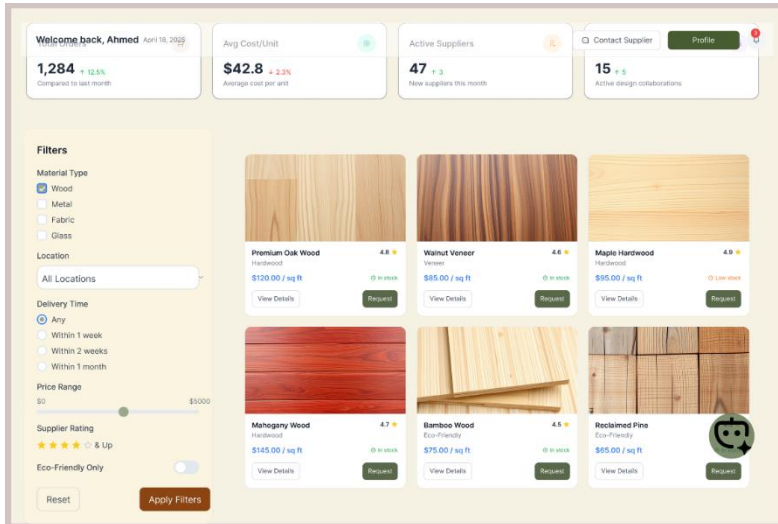 Welcome back, Ahmed April 18, 2025
Total Orders
Avg Cost/Unit
Active Suppliers
Contact Supplier
Profile
3
1,284 ↑ 12.5%
Compared to last month
$42.8 ↓ 2.3%
Average cost per unit
47 ↑ 3
New suppliers this month
15 ↑ 5
Active design collaborations
Filters
Material Type
Wood
Metal
Fabric
Glass
Location
All Locations
Delivery Time
Any
Within 1 week
Within 2 weeks
Within 1 month
Price Range
$0 $5000
Supplier Rating
& Up
Eco-Friendly Only
Reset
Apply Filters
Premium Oak Wood 4.8
Hardwood
$120.00 / sq ft In stock
View Details Request
Walnut Veneer 4.6
Veneer
$85.00 / sq ft In stock
View Details Request
Maple Hardwood 4.9
Hardwood
$95.00 / sq ft Low stock
View Details Request
Mahogany Wood 4.7
Hardwood
$145.00 / sq ft In stock
View Details Request
Bamboo Wood 4.5
Eco-Friendly
$75.00 / sq ft In stock
View Details Request
Reclaimed Pine
Eco-Friendly
$65.00 / sq ft
View Details Request